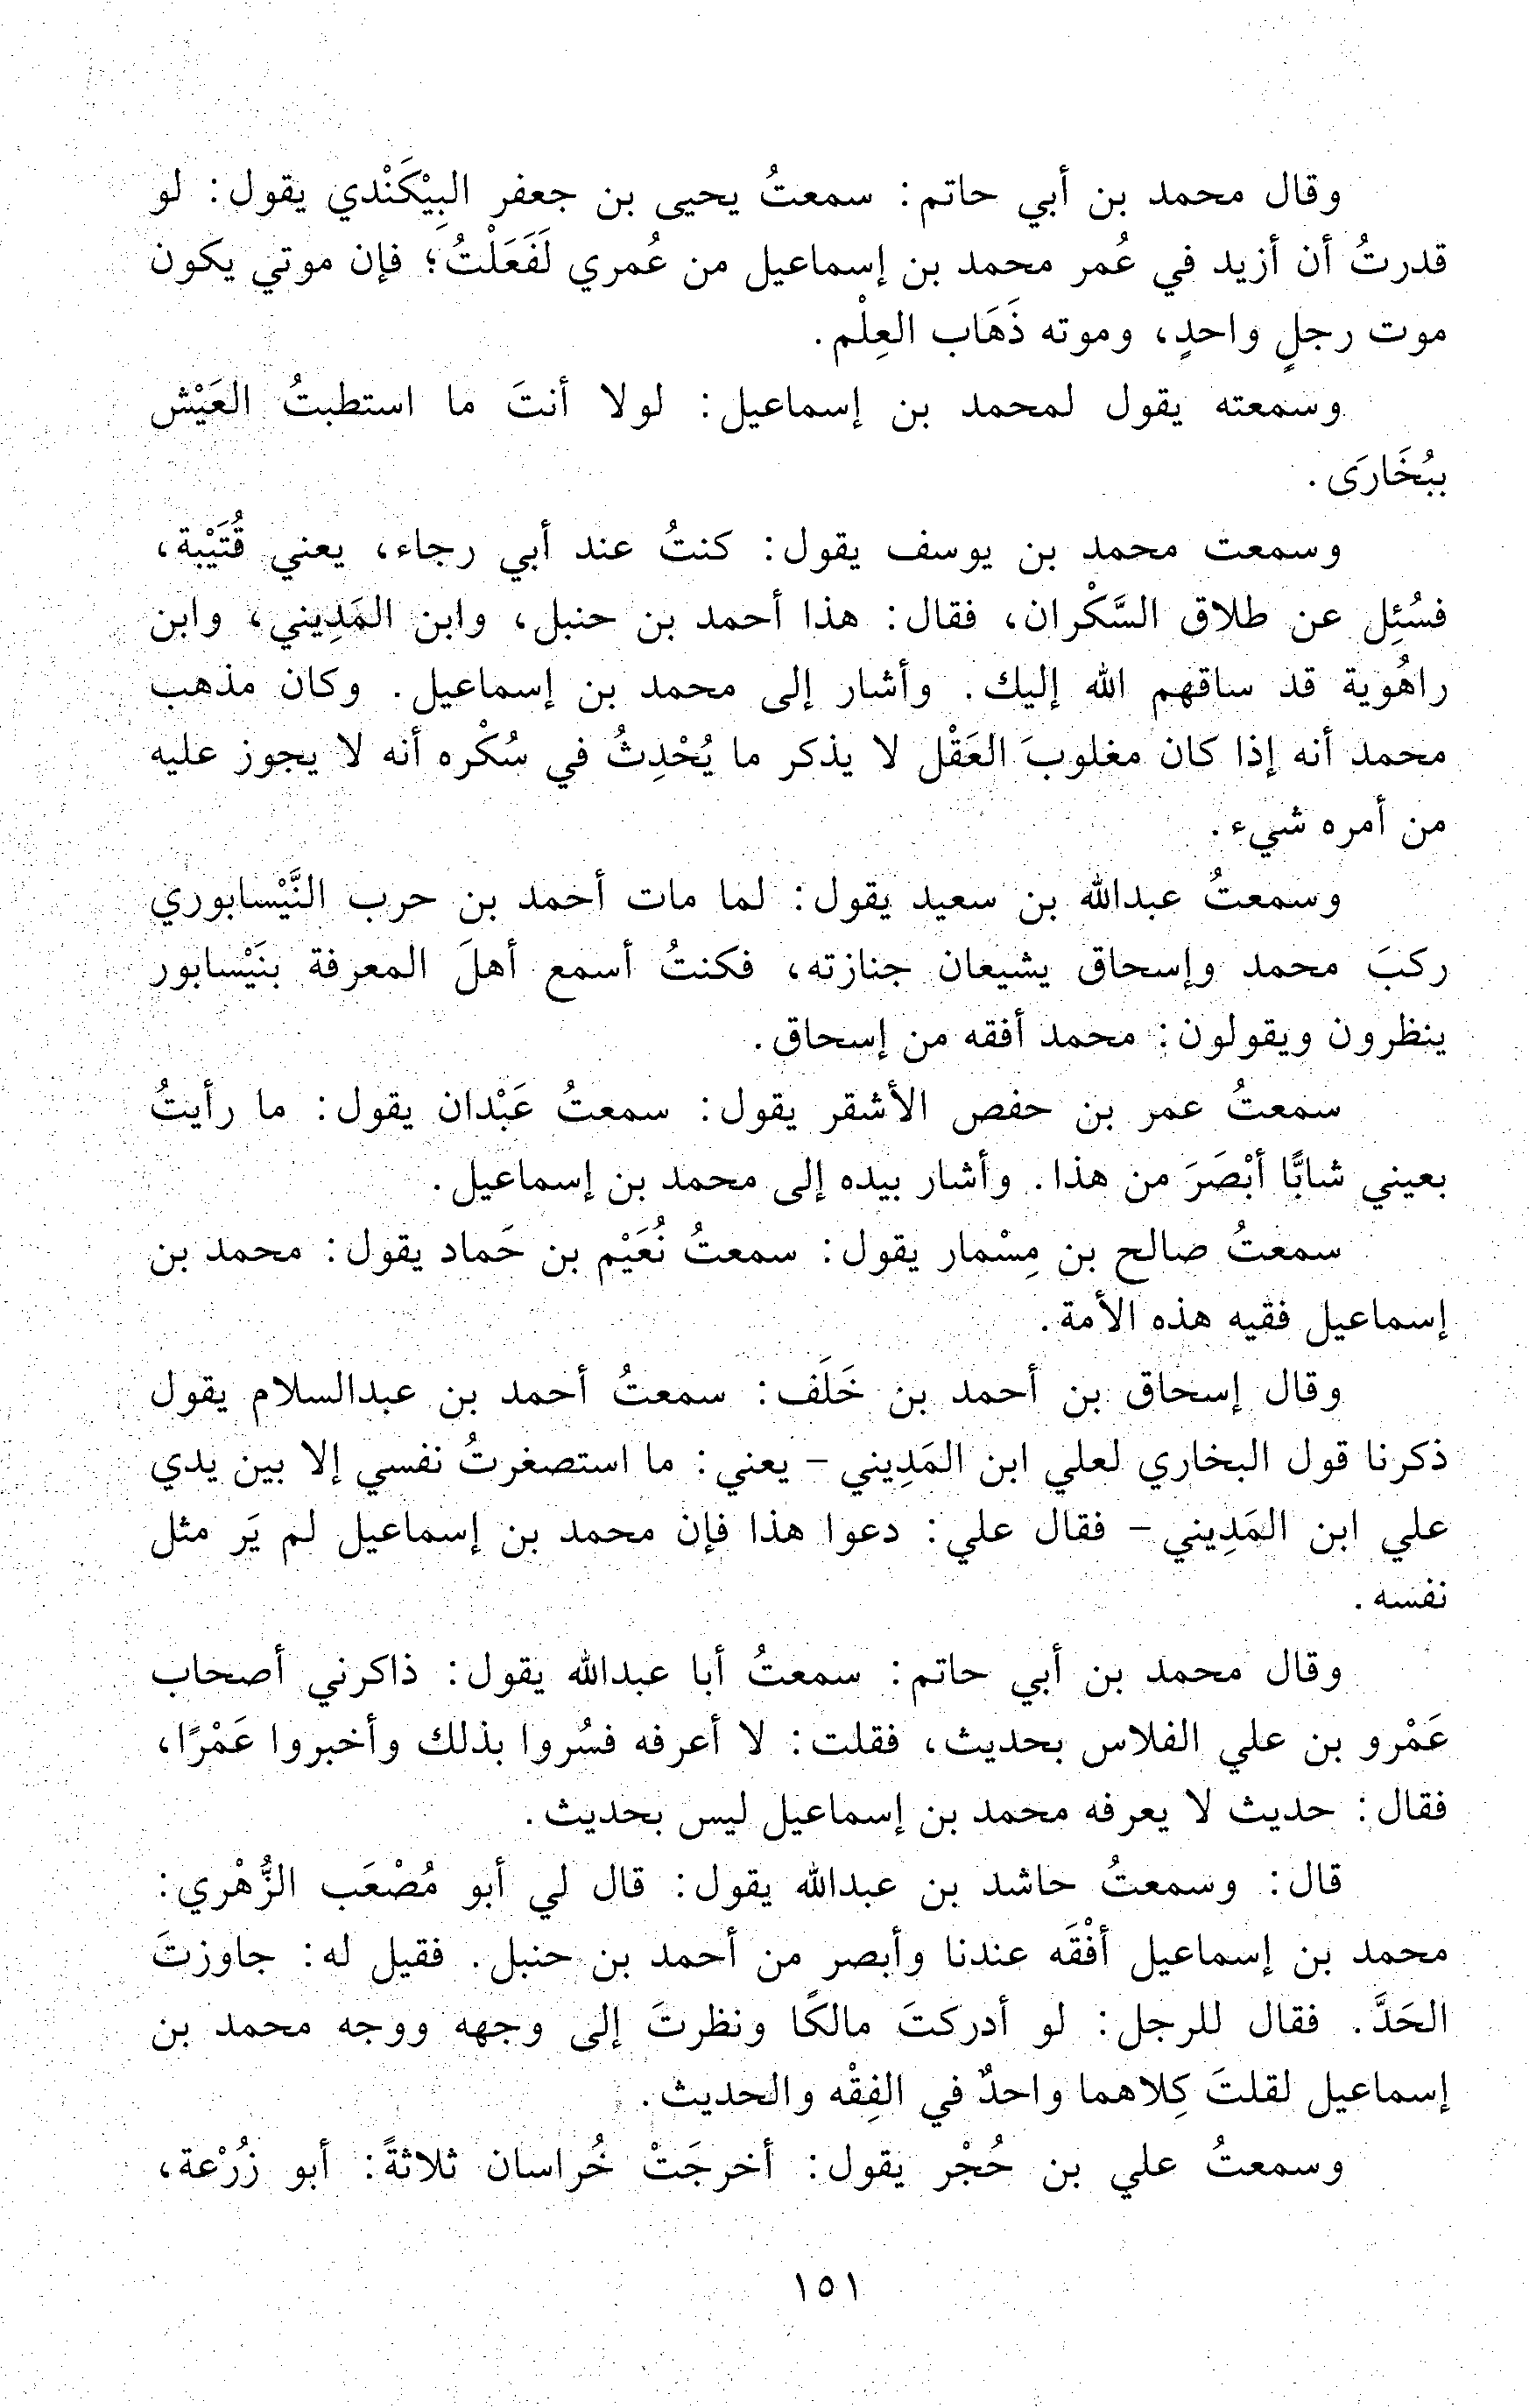 وقال محمد بن أبي حاتم: سمعتُ يحيى بن جعفر البِيْكَنْدي يقول: لو
قدرتُ أن أزيد في عُمر محمد بن إسماعيل من عُمري لَفَعَلْتُ؛ فإن موتي يكون
موت رجلٍ واحدٍ، وموته ذَهَاب العِلْم.
وسمعته يقول لمحمد بن إسماعيل: لولا أنتَ ما استطبتُ العَيْش
ببُخَارَى.
وسمعت محمد بن يوسف يقول: كنتُ عند أبي رجاء، يعني قُتَيْبة،
فسُئِل عن طلاق السَّكْران، فقال: هذا أحمد بن حنبل، وابن المَدِيني، وابن
راهُوية قد ساقهم الله إليك. وأشار إلى محمد بن إسماعيل. وكان مذهب
محمد أنه إذا كان مغلوبَ العَقْل لا يذكر ما يُحْدِثُ في سُكْره أنه لا يجوز عليه
من أمره شيء.
وسمعتُ عبدالله بن سعيد يقول: لما مات أحمد بن حرب النَّيْسابوري
ركبَ محمد وإسحاق يشيعان جنازته، فكنتُ أسمع أهلَ المعرفة بنَيْسابور
ينظرون ويقولون: محمد أفقه من إسحاق.
سمعتُ عمر بن حفص الأشقر يقول: سمعتُ عَبْدان يقول: ما رأيتُ
بعيني شابًّا أبْصَرَ من هذا. وأشار بيده إلى محمد بن إسماعيل.
سمعتُ صالح بن مِسْمار يقول: سمعتُ نُعَيْم بن حَماد يقول: محمد بن
إسماعيل فقيه هذه الأمة.
وقال إسحاق بن أحمد بن خَلَف: سمعتُ أحمد بن عبدالسلام يقول
ذكرنا قول البخاري لعلي ابن المَدِيني – يعني: ما استصغرتُ نفسي إلا بين يدي
علي ابن المَدِيني – فقال علي: دعوا هذا فإن محمد بن إسماعيل لم يَر مثل
نفسه.
وقال محمد بن أبي حاتم: سمعتُ أبا عبدالله يقول: ذاكرني أصحاب
عَمْرو بن علي الفلاس بحديث، فقلت: لا أعرفه فسُروا بذلك وأخبروا عَمْرًا،
فقال: حديث لا يعرفه محمد بن إسماعيل ليس بحديث.
قال: وسمعتُ حاشد بن عبدالله يقول: قال لي أبو مُصْعَب الزُّهْري:
محمد بن إسماعيل أفْقَه عندنا وأبصر من أحمد بن حنبل. فقيل له: جاوزتَ
الحَدَّ. فقال للرجل: لو أدركتَ مالكًا ونظرتَ إلى وجهه ووجه محمد بن
إسماعيل لقلتَ كِلاهما واحدٌ في الفِقْه والحديث.
وسمعتُ علي بن حُجْر يقول: أخرجَتْ خُراسان ثلاثةً: أبو زُرْعة،
١٥١